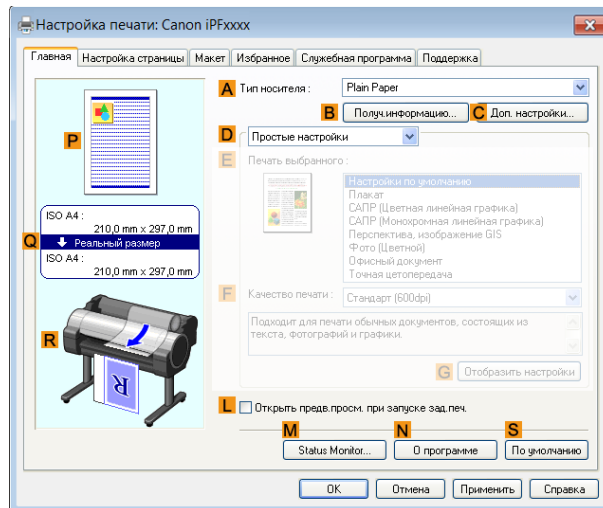 Настройка печати: Canon iPFxxxx
Главная Настройка страницы Макет Избранное Служебная программа Поддержка
A Тип носителя : Plain Paper
B Получ.информацию... C Доп. настройки...
D Простые настройки
P
E Печать выбранного :
Настройки по умолчанию
Плакат
САПР (Цветная линейная графика)
САПР (Монохромная линейная графика)
Перспектива, изображение GIS
Фото (Цветной)
Офисный документ
Точная цветопередача
ISO A4 :
210,0 mm x 297,0 mm
Q Реальный размер
ISO A4 :
210,0 mm x 297,0 mm
F Качество печати : Стандарт (600dpi)
Подходит для печати обычных документов, состоящих из
текста, фотографий и графики.
G Отобразить настройки
R
R
L Открыть предв.просм. при запуске зад.печ.
M N S
Status Monitor... О программе По умолчанию
OK Отмена Применить Справка